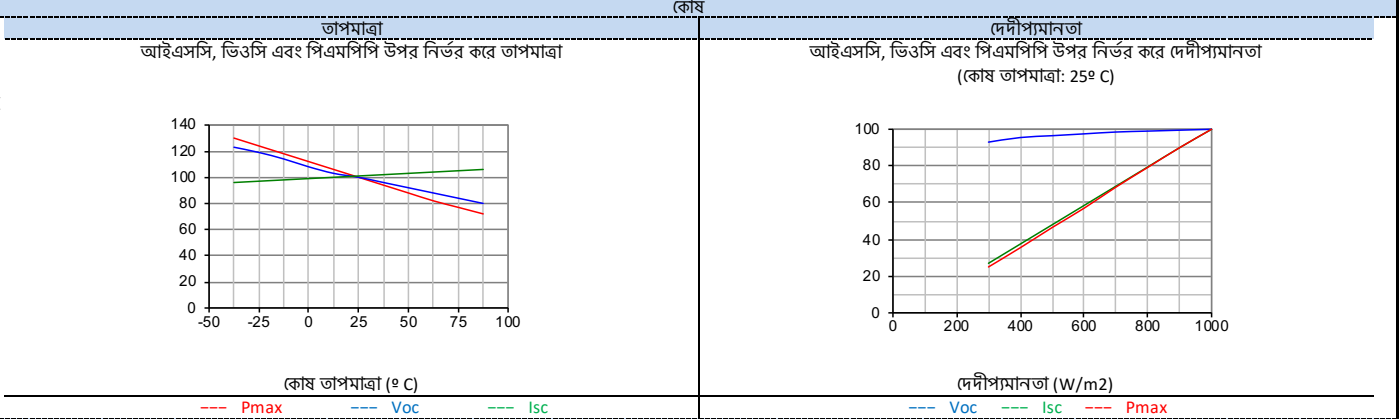 কোষ
তাপমাত্রা
আইএসসি, ভিওসি এবং পিএমপিপি উপর নির্ভর করে তাপমাত্রা
140
120
100
80
60
40
20
0
-50 -25 0 25 50 75 100
কোষ তাপমাত্রা (º C)
--- Pmax --- Voc --- Isc
দেদীপ্যমানতা
আইএসসি, ভিওসি এবং পিএমপিপি উপর নির্ভর করে দেদীপ্যমানতা
(কোষ তাপমাত্রা: 25º C)
100
80
60
40
20
0
0 200 400 600 800 1000
দেদীপ্যমানতা (W/m2)
--- Voc --- Isc --- Pmax